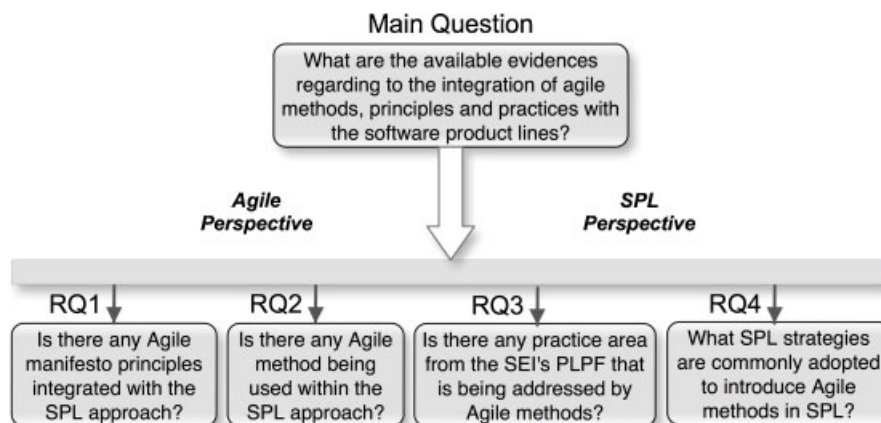 Main Question
What are the available evidences
regarding to the integration of agile
methods, principles and practices with
the software product lines?
Agile
Perspective
SPL
Perspective
RQ1
Is there any Agile
manifesto principles
integrated with the
SPL approach?
RQ2
Is there any Agile
method being
used within the
SPL approach?
RQ3
Is there any practice area
from the SEI's PLPF that
is being addressed by
Agile methods?
RQ4
What SPL strategies
are commonly adopted
to introduce Agile
methods in SPL?